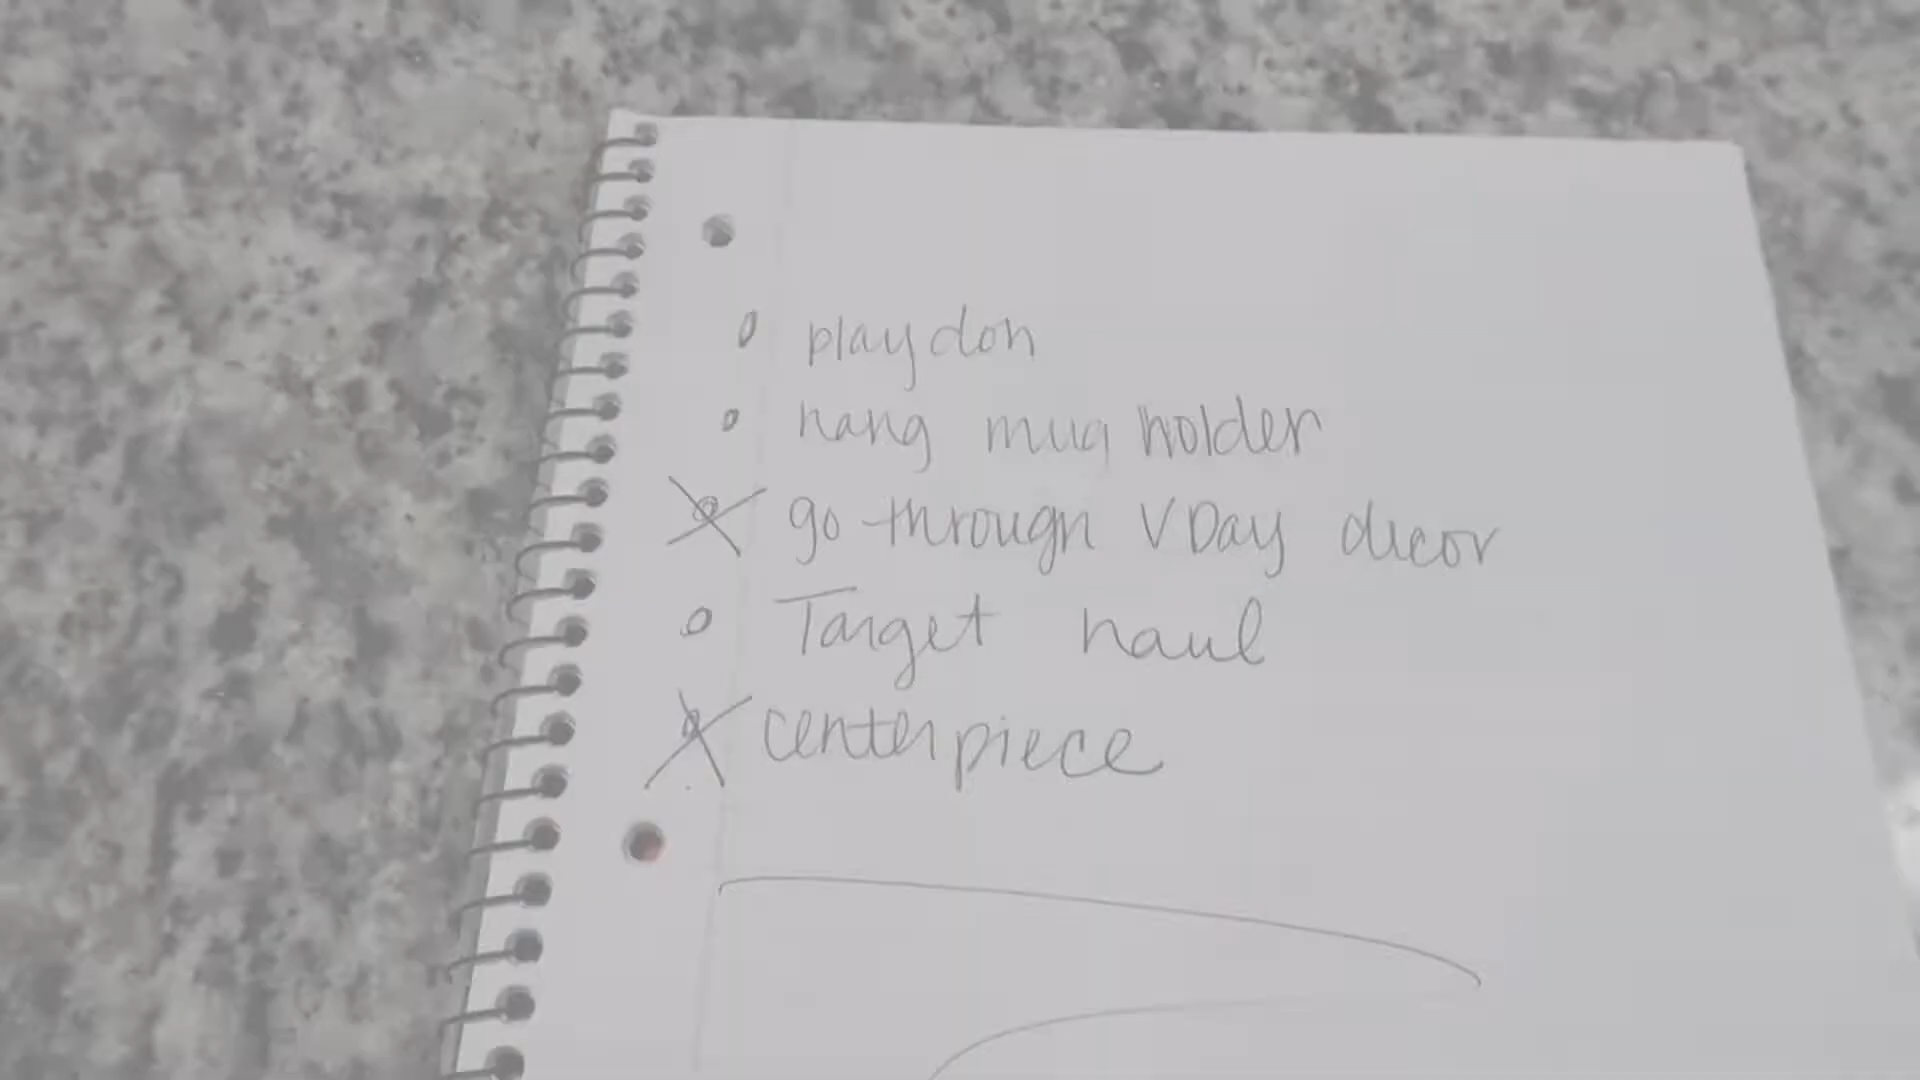 playdoh
hang mug holder
go through VDay decor
Target haul
centerpiece